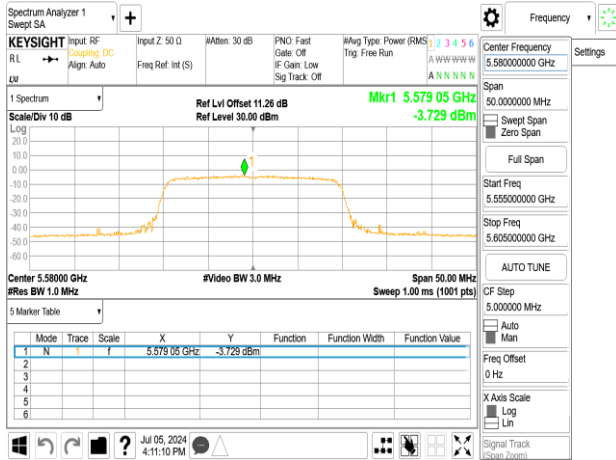 Spectrum Analyzer 1
Swept SA
KEYSIGHT
RL
Input: RF
Coupling: DC
Align: Auto
Input Z: 50 Ω
Freq Ref: Int (S)
#Atten: 30 dB
PNO: Fast
Gate: Off
IF Gain: Low
Sig Track: Off
#Avg Type: Power (RMS
Trig: Free Run
1 2 3 4 5 6
A W W W W W
A N N N N N
LXI
1 Spectrum
Scale/Div 10 dB
Ref Lvl Offset 11.26 dB
Ref Level 30.00 dBm
Mkr1 5.579 05 GHz
-3.729 dBm
Log
20.0
10.0
0.00
-10.0
-20.0
-30.0
-40.0
-50.0
-60.0
1
Center 5.58000 GHz
#Res BW 1.0 MHz
#Video BW 3.0 MHz
Span 50.00 MHz
Sweep 1.00 ms (1001 pts)
5 Marker Table
Mode Trace Scale X Y Function Function Width Function Value
1 N 1 f 5.579 05 GHz -3.729 dBm
2
3
4
5
6
?
Jul 05, 2024
4:11:10 PM
Frequency
Settings
Center Frequency
5.580000000 GHz
Span
50.0000000 MHz
Swept Span
Zero Span
Full Span
Start Freq
5.555000000 GHz
Stop Freq
5.605000000 GHz
AUTO TUNE
CF Step
5.000000 MHz
Auto
Man
Freq Offset
0 Hz
X Axis Scale
Log
Lin
Signal Track
(Span Zoom)